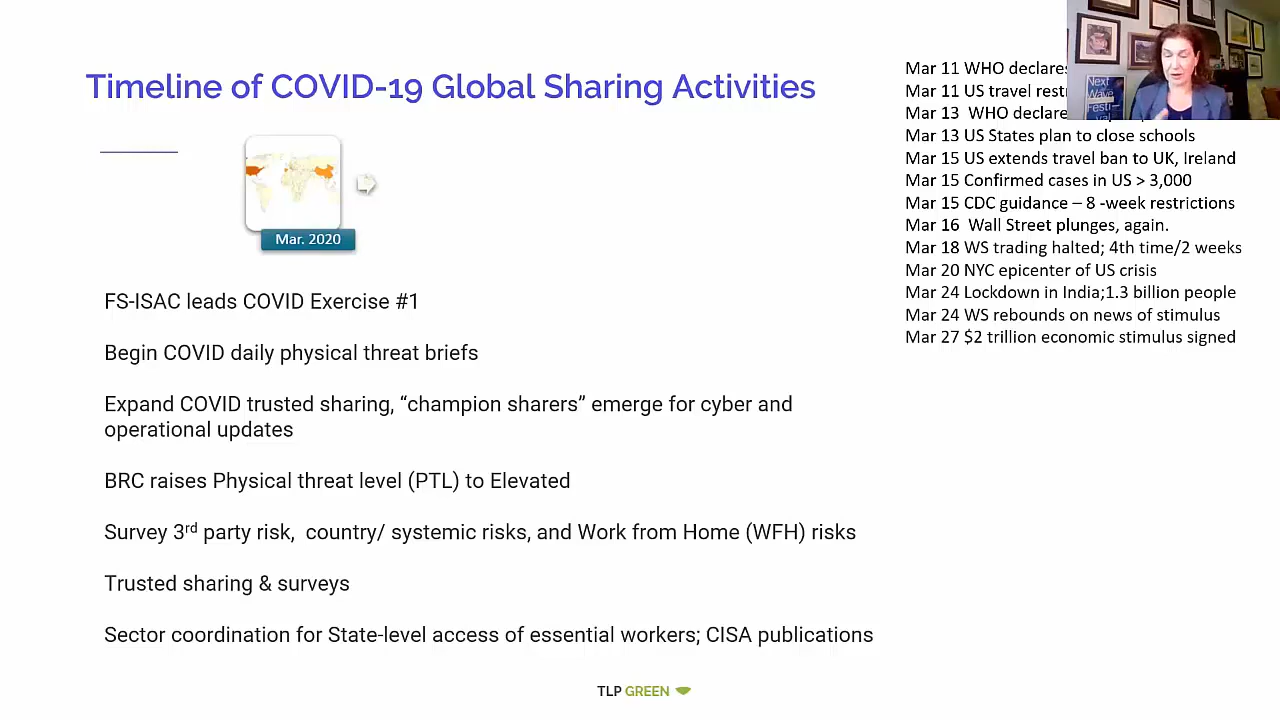 Timeline of COVID-19 Global Sharing Activities
Mar. 2020
FS-ISAC leads COVID Exercise #1
Begin COVID daily physical threat briefs
Expand COVID trusted sharing, “champion sharers” emerge for cyber and
operational updates
BRC raises Physical threat level (PTL) to Elevated
Survey 3rd party risk,  country/ systemic risks, and Work from Home (WFH) risks
Trusted sharing & surveys
Sector coordination for State-level access of essential workers; CISA publications
Mar 11 WHO declares
Mar 11 US travel
Mar 13  WHO
Mar 13 US States plan to close schools
Mar 15 US extends travel ban to UK, Ireland
Mar 15 Confirmed cases in US > 3,000
Mar 15 CDC guidance – 8 -week restrictions
Mar 16  Wall Street plunges, again.
Mar 18 WS trading halted; 4th time/2 weeks
Mar 20 NYC epicenter of US crisis
Mar 24 Lockdown in India;1.3 billion people
Mar 24 WS rebounds on news of stimulus
Mar 27 $2 trillion economic stimulus signed
Next
Wave
TLP GREEN